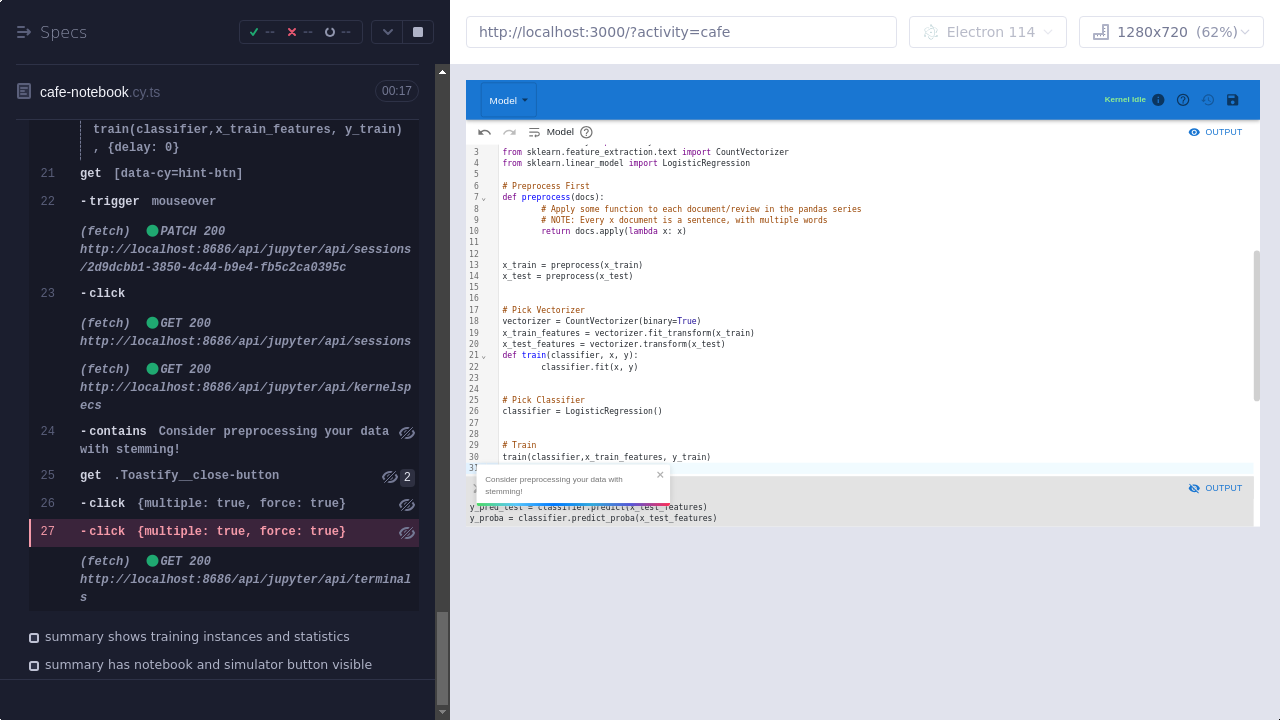 Specs
-- -- --
cafe-notebook.cy.ts 00:17
train(classifier,x_train_features, y_train)
, {delay: 0}
21 get [data-cy=hint-btn]
22 -trigger mouseover
(fetch) PATCH 200
http://localhost:8686/api/jupyter/api/sessions
/2d9dcbb1-3850-4c44-b9e4-fb5c2ca0395c
23 -click
(fetch) GET 200
http://localhost:8686/api/jupyter/api/sessions
(fetch) GET 200
http://localhost:8686/api/jupyter/api/kernelsp
ecs
24 -contains Consider preprocessing your data
with stemming!
25 get .Toastify__close-button 2
26 -click {multiple: true, force: true}
27 -click {multiple: true, force: true}
(fetch) GET 200
http://localhost:8686/api/jupyter/api/terminal
s
summary shows training instances and statistics
summary has notebook and simulator button visible
http://localhost:3000/?activity=cafe
Electron 114
1280x720 (62%)
Model
Kernel Idle
Model
OUTPUT
3 from sklearn.feature_extraction.text import CountVectorizer
4 from sklearn.linear_model import LogisticRegression
5
6 # Preprocess First
7 def preprocess(docs):
8 # Apply some function to each document/review in the pandas series
9 # NOTE: Every x document is a sentence, with multiple words
10 return docs.apply(lambda x: x)
11
12
13 x_train = preprocess(x_train)
14 x_test = preprocess(x_test)
15
16
17 # Pick Vectorizer
18 vectorizer = CountVectorizer(binary=True)
19 x_train_features = vectorizer.fit_transform(x_train)
20 x_test_features = vectorizer.transform(x_test)
21 def train(classifier, x, y):
22 classifier.fit(x, y)
23
24
25 # Pick Classifier
26 classifier = LogisticRegression()
27
28
29 # Train
30 train(classifier,x_train_features, y_train)
31
Consider preprocessing your data with
stemming!
OUTPUT
y_pred_test = classifier.predict(x_test_features)
y_proba = classifier.predict_proba(x_test_features)